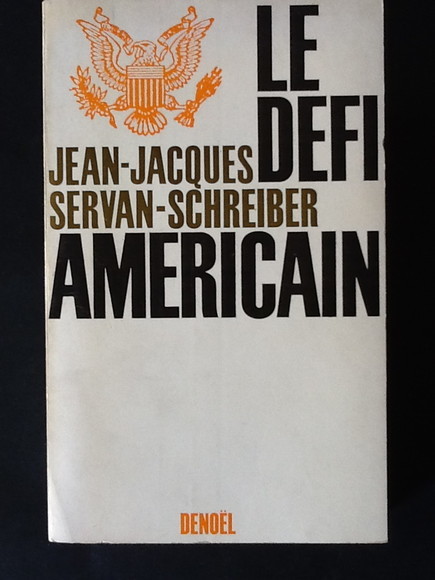 LE
DEFI
JEAN-JACQUES
SERVAN-SCHREIBER
AMERICAIN
DENOËL